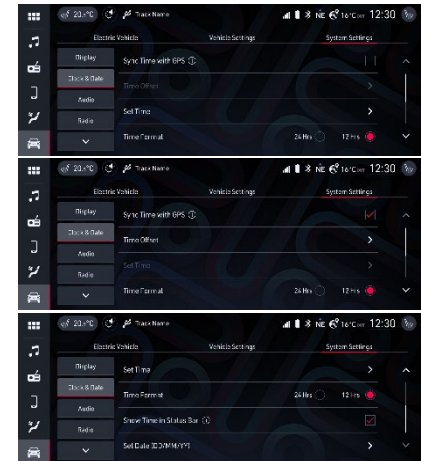 20.5°C Track Name NE 16°C 12:30
Electric Vehicle Vehicle Settings System Settings
Display
Sync Time with GPS
Clock & Date
Time Offset
Audio
Set Time
Radio
Time Format 24 Hrs 12 Hrs
20.5°C Track Name NE 16°C 12:30
Electric Vehicle Vehicle Settings System Settings
Display
Sync Time with GPS
Clock & Date
Time Offset
Audio
Set Time
Radio
Time Format 24 Hrs 12 Hrs
20.5°C Track Name NE 16°C 12:30
Electric Vehicle Vehicle Settings System Settings
Display
Set Time
Clock & Date
Time Format 24 Hrs 12 Hrs
Audio
Show Time in Status Bar
Radio
Set Date (DD/MM/YY)